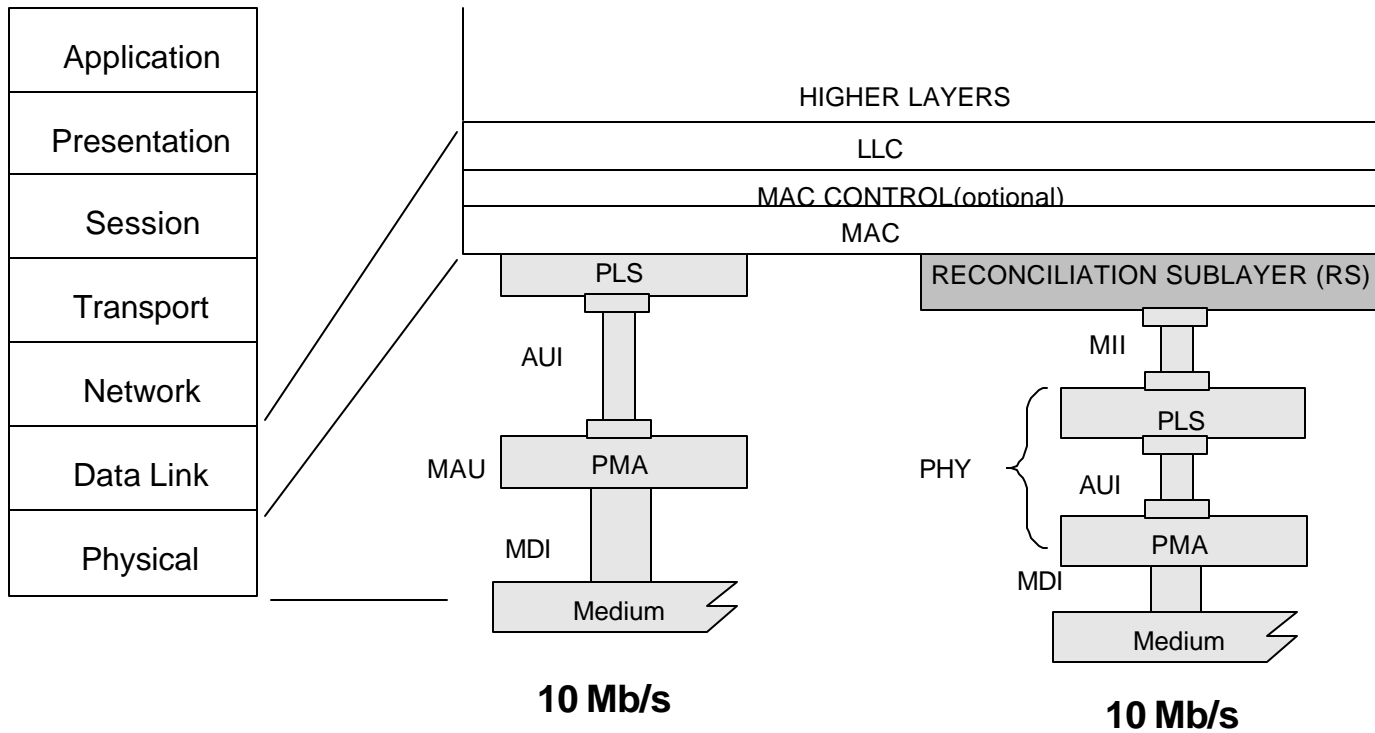 Application
Presentation
Session
Transport
Network
Data Link
Physical
HIGHER LAYERS
LLC
MAC CONTROL(optional)
MAC
PLS
AUI
MAU
PMA
MDI
Medium
10 Mb/s
RECONCILIATION SUBLAYER (RS)
MII
PLS
PHY
AUI
PMA
MDI
Medium
10 Mb/s